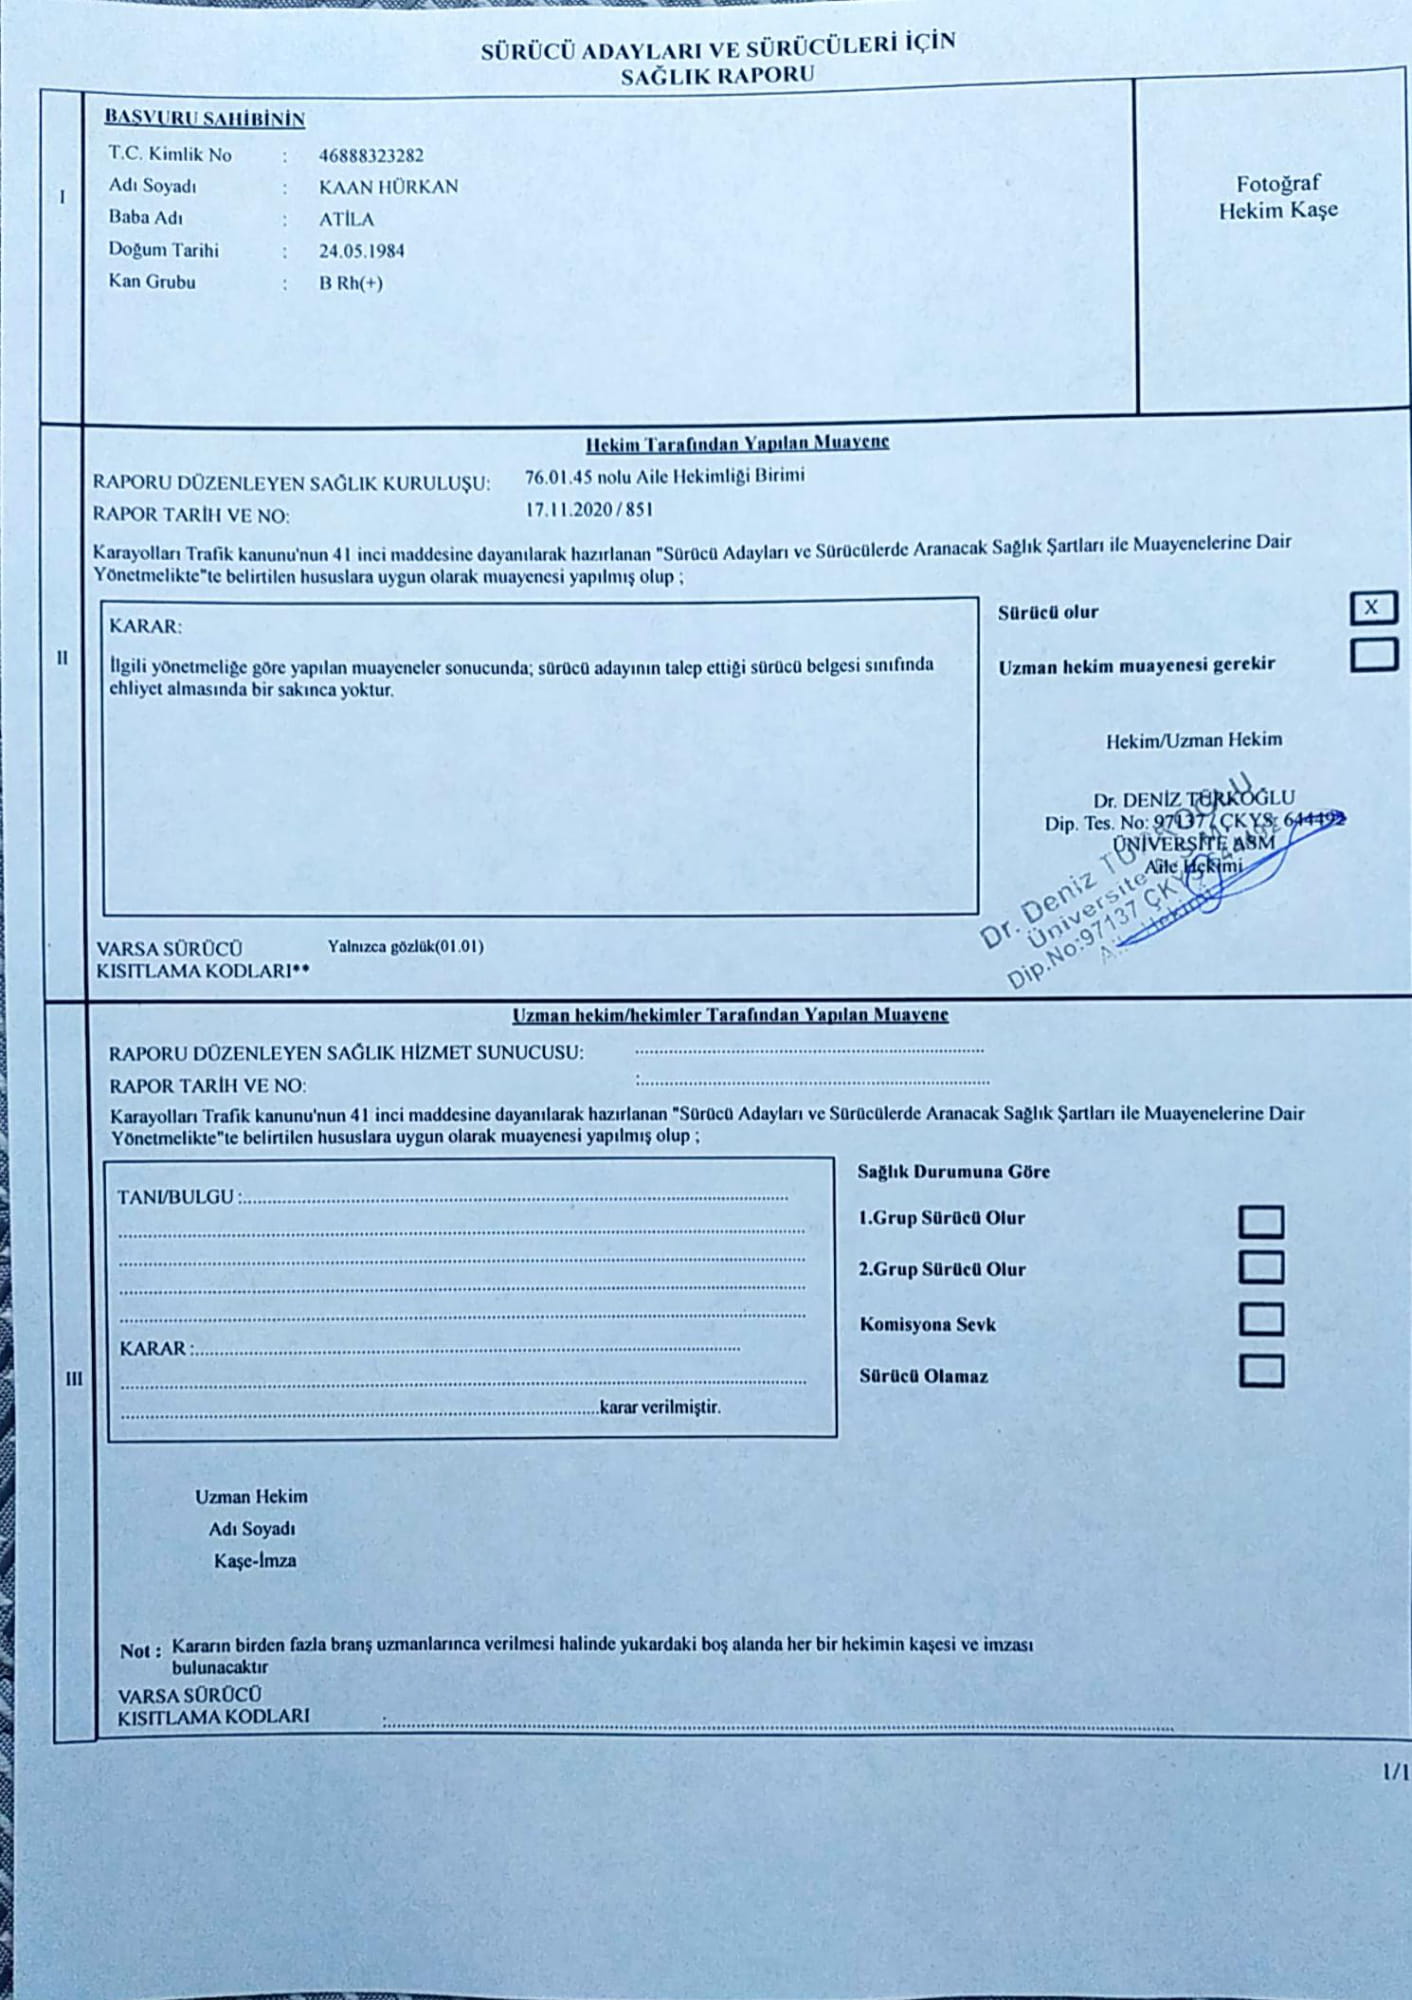 SÜRÜCÜ ADAYLARI VE SÜRÜCÜLERİ İÇİN
SAĞLIK RAPORU
I
BAŞVURU SAHİBİNİN
T.C. Kimlik No : 46888323282
Adı Soyadı : KAAN HÜRKAN
Baba Adı : ATİLA
Doğum Tarihi : 24.05.1984
Kan Grubu : B Rh(+)
Fotoğraf
Hekim Kaşe
II
Hekim Tarafından Yapılan Muayene
RAPORU DÜZENLEYEN SAĞLIK KURULUŞU: 76.01.45 nolu Aile Hekimliği Birimi
RAPOR TARİH VE NO: 17.11.2020 / 851
Karayolları Trafik kanunu'nun 41 inci maddesine dayanılarak hazırlanan "Sürücü Adayları ve Sürücülerde Aranacak Sağlık Şartları ile Muayenelerine Dair
Yönetmelikte"te belirtilen hususlara uygun olarak muayenesi yapılmış olup ;
KARAR:
İlgili yönetmeliğe göre yapılan muayeneler sonucunda; sürücü adayının talep ettiği sürücü belgesi sınıfında
ehliyet almasında bir sakınca yoktur.
Sürücü olur X
Uzman hekim muayenesi gerekir
Hekim/Uzman Hekim
Dr. DENİZ TÜRKOĞLU
Dip. Tes. No: 97137 / ÇKYS: 644492
ÜNİVERSİTE ASM
Aile Hekimi
Dr. Deniz TÜRKOĞLU
Üniversite ASM
Dip.No:97137 ÇKYS:644492
Aile Hekimi
VARSA SÜRÜCÜ
KISITLAMA KODLARI** Yalnızca gözlük(01.01)
III
Uzman hekim/hekimler Tarafından Yapılan Muayene
RAPORU DÜZENLEYEN SAĞLIK HİZMET SUNUCUSU:
RAPOR TARİH VE NO: :
Karayolları Trafik kanunu'nun 41 inci maddesine dayanılarak hazırlanan "Sürücü Adayları ve Sürücülerde Aranacak Sağlık Şartları ile Muayenelerine Dair
Yönetmelikte"te belirtilen hususlara uygun olarak muayenesi yapılmış olup ;
TANI/BULGU :
KARAR :
karar verilmiştir.
Sağlık Durumuna Göre
1.Grup Sürücü Olur
2.Grup Sürücü Olur
Komisyona Sevk
Sürücü Olamaz
Uzman Hekim
Adı Soyadı
Kaşe-İmza
Not : Kararın birden fazla branş uzmanlarınca verilmesi halinde yukardaki boş alanda her bir hekimin kaşesi ve imzası
bulunacaktır
VARSA SÜRÜCÜ
KISITLAMA KODLARI :
1/1